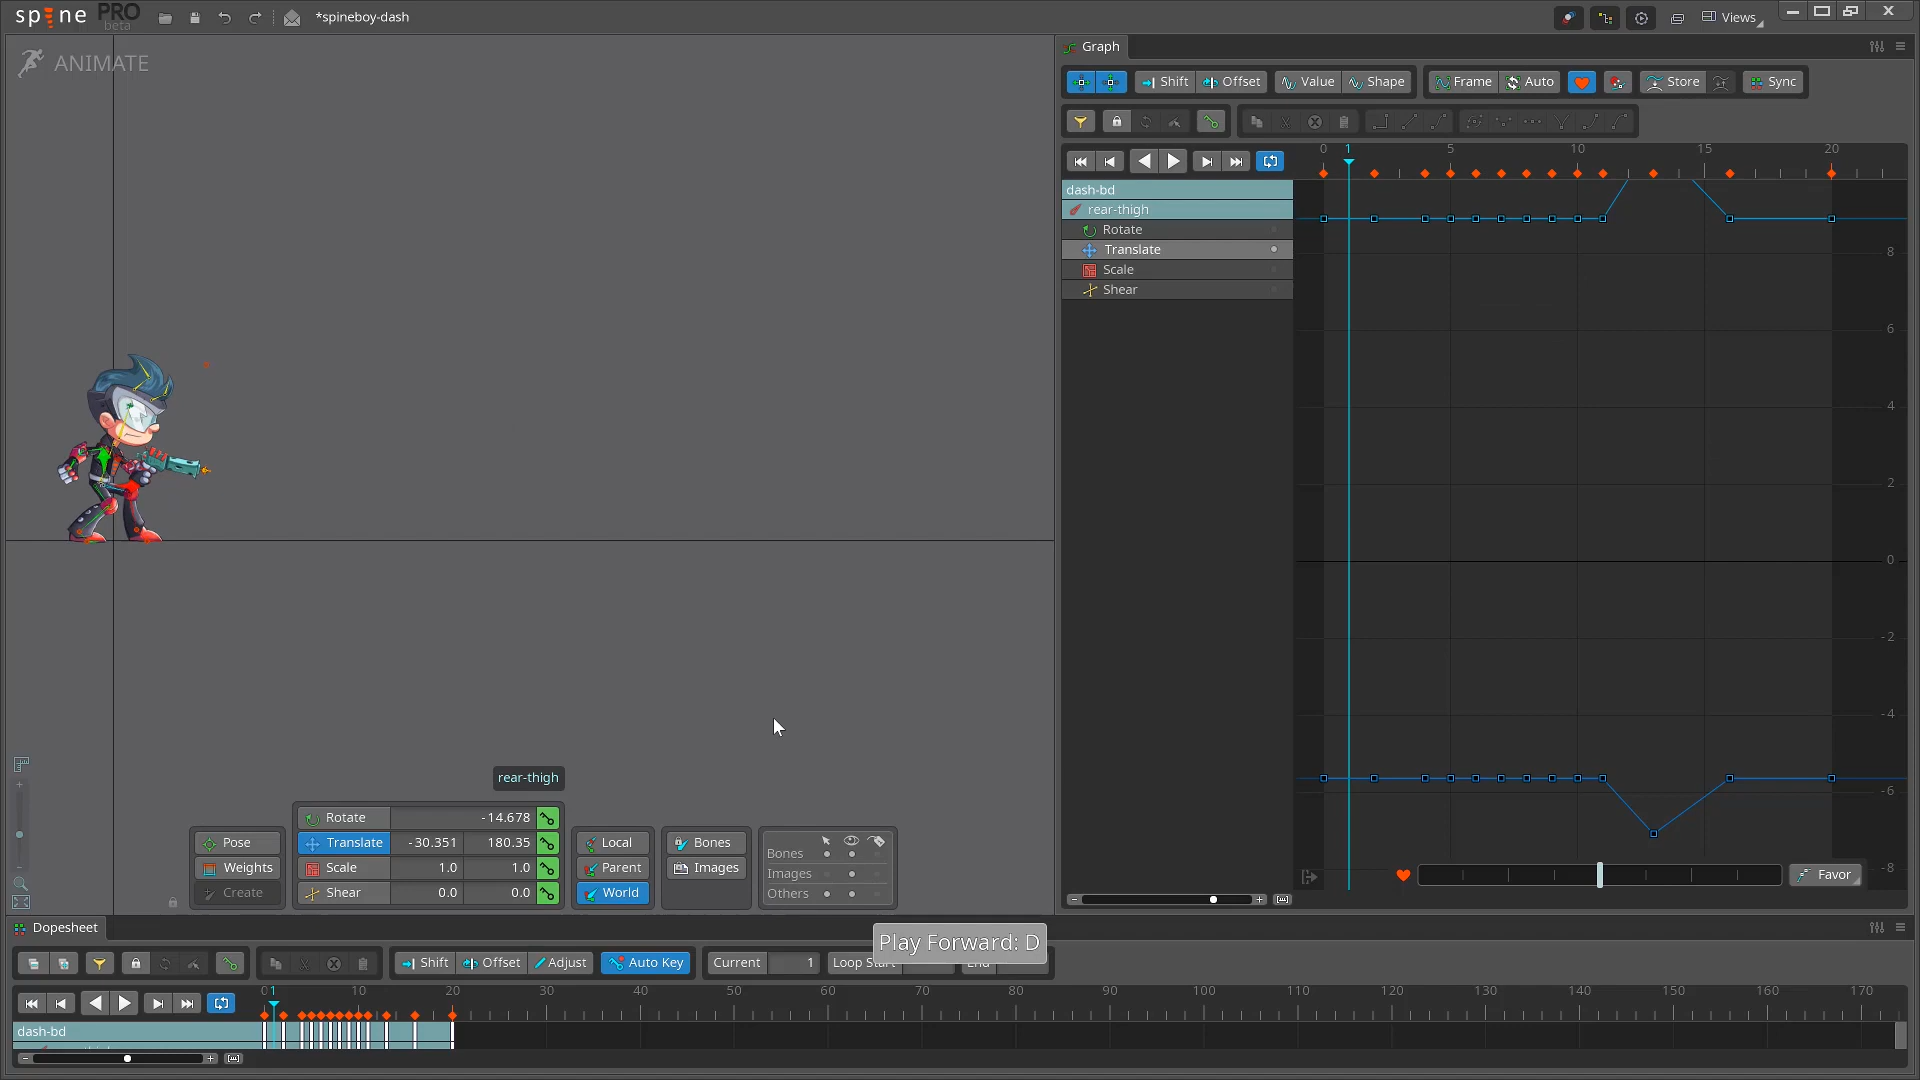 spine PRO beta
*spineboy-dash
Views
ANIMATE
Graph
Shift Offset Value Shape Frame Auto Store Sync
0 1 5 10 15 20
dash-bd
rear-thigh
Rotate
Translate
Scale
Shear
8
6
4
2
0
-2
-4
-6
-8
Favor
rear-thigh
Rotate -14.678
Pose Translate -30.351 180.35 Local Bones
Weights Scale 1.0 1.0 Parent Images
Create Shear 0.0 0.0 World
Bones
Images
Others
Dopesheet
Play Forward: D
Shift Offset Adjust Auto Key Current 1 Loop Start End
0 1 10 20 30 40 50 60 70 80 90 100 110 120 130 140 150 160 170
dash-bd